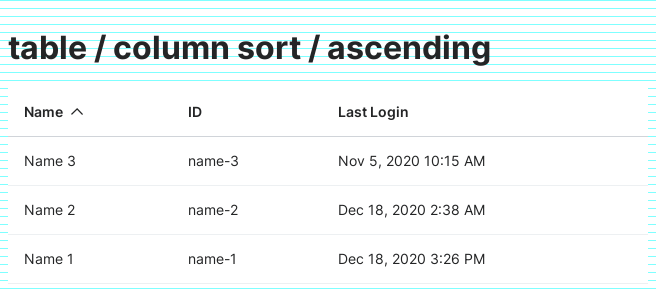 table / column sort / ascending
Name ID Last Login
Name 3 name-3 Nov 5, 2020 10:15 AM
Name 2 name-2 Dec 18, 2020 2:38 AM
Name 1 name-1 Dec 18, 2020 3:26 PM